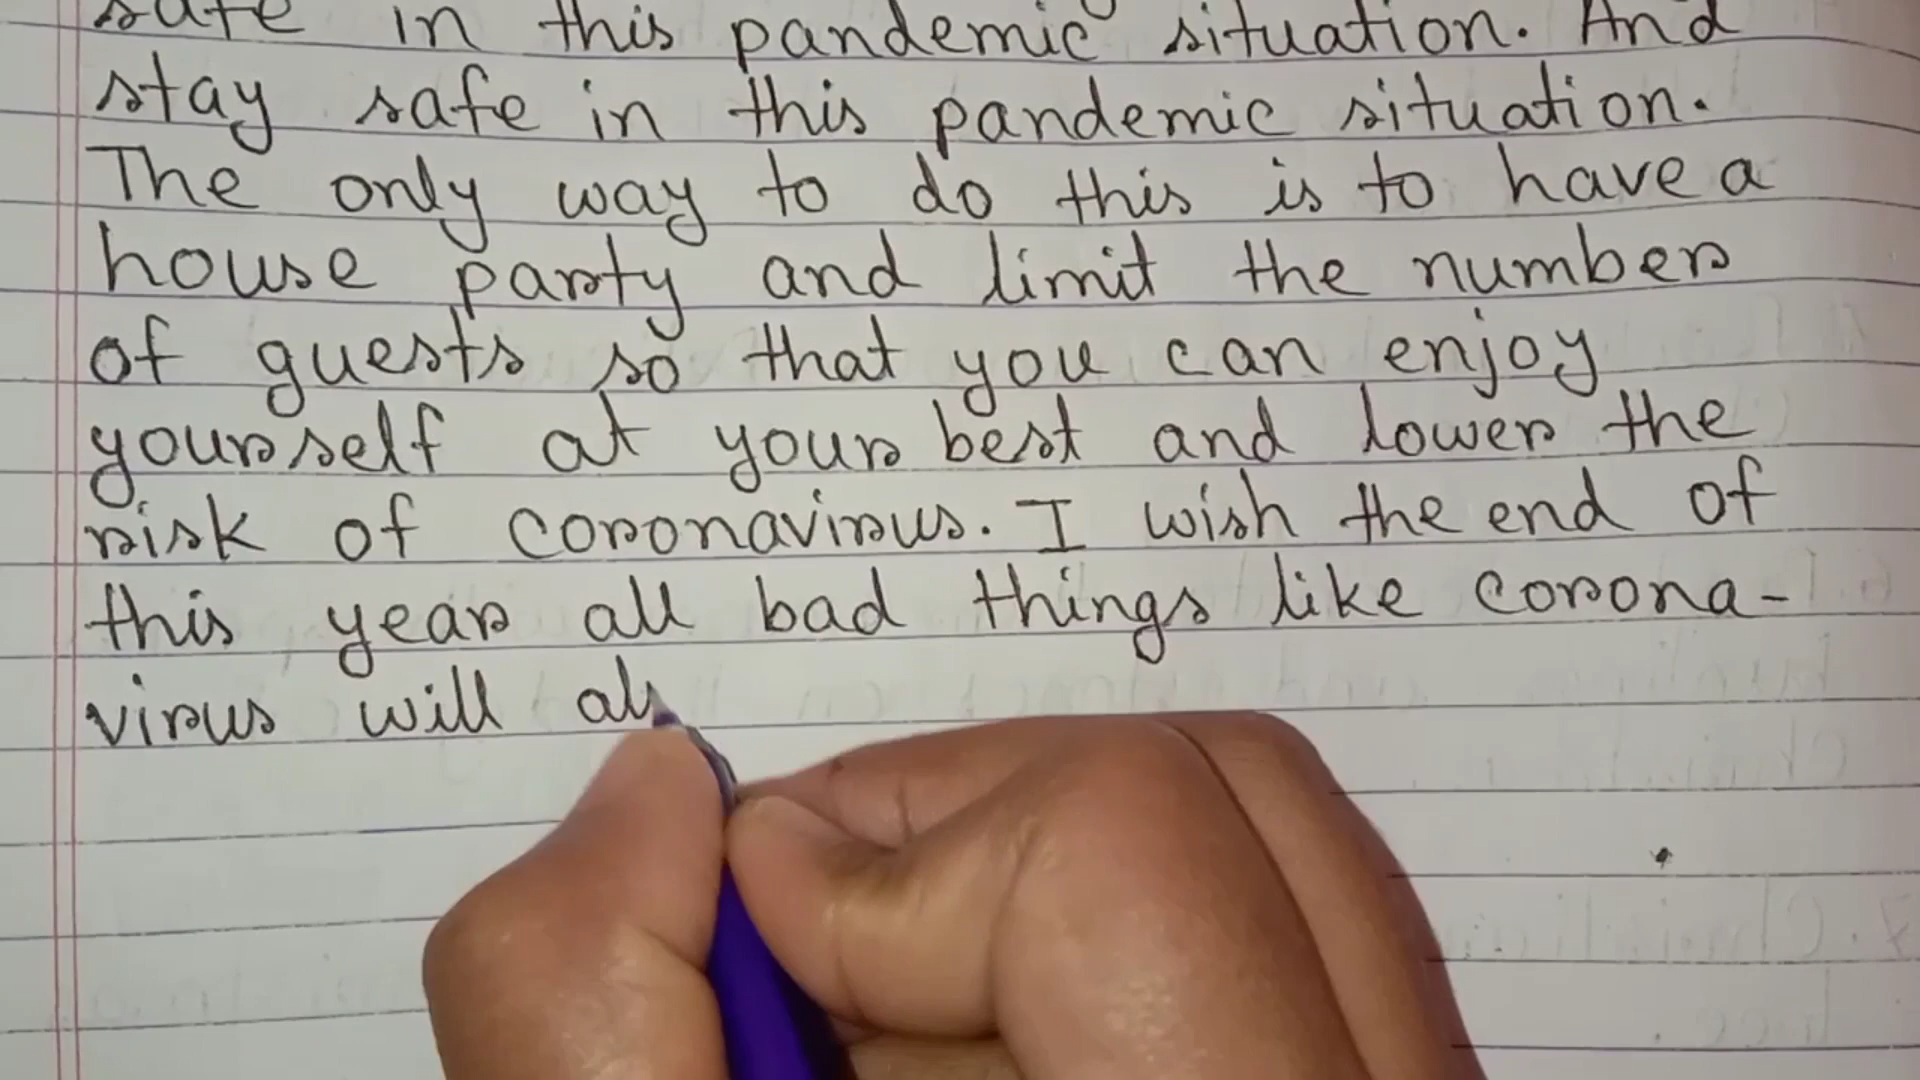 safe in this pandemic situation. And
stay safe in this pandemic situation.
The only way to do this is to have a
house party and limit the number
of guests so that you can enjoy
yourself at your best and lower the
risk of coronavirus. I wish the end of
this year all bad things like corona-
virus will